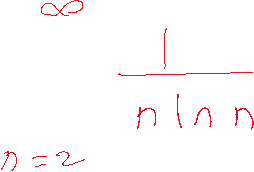 ∞
1
n ln n
n = 2